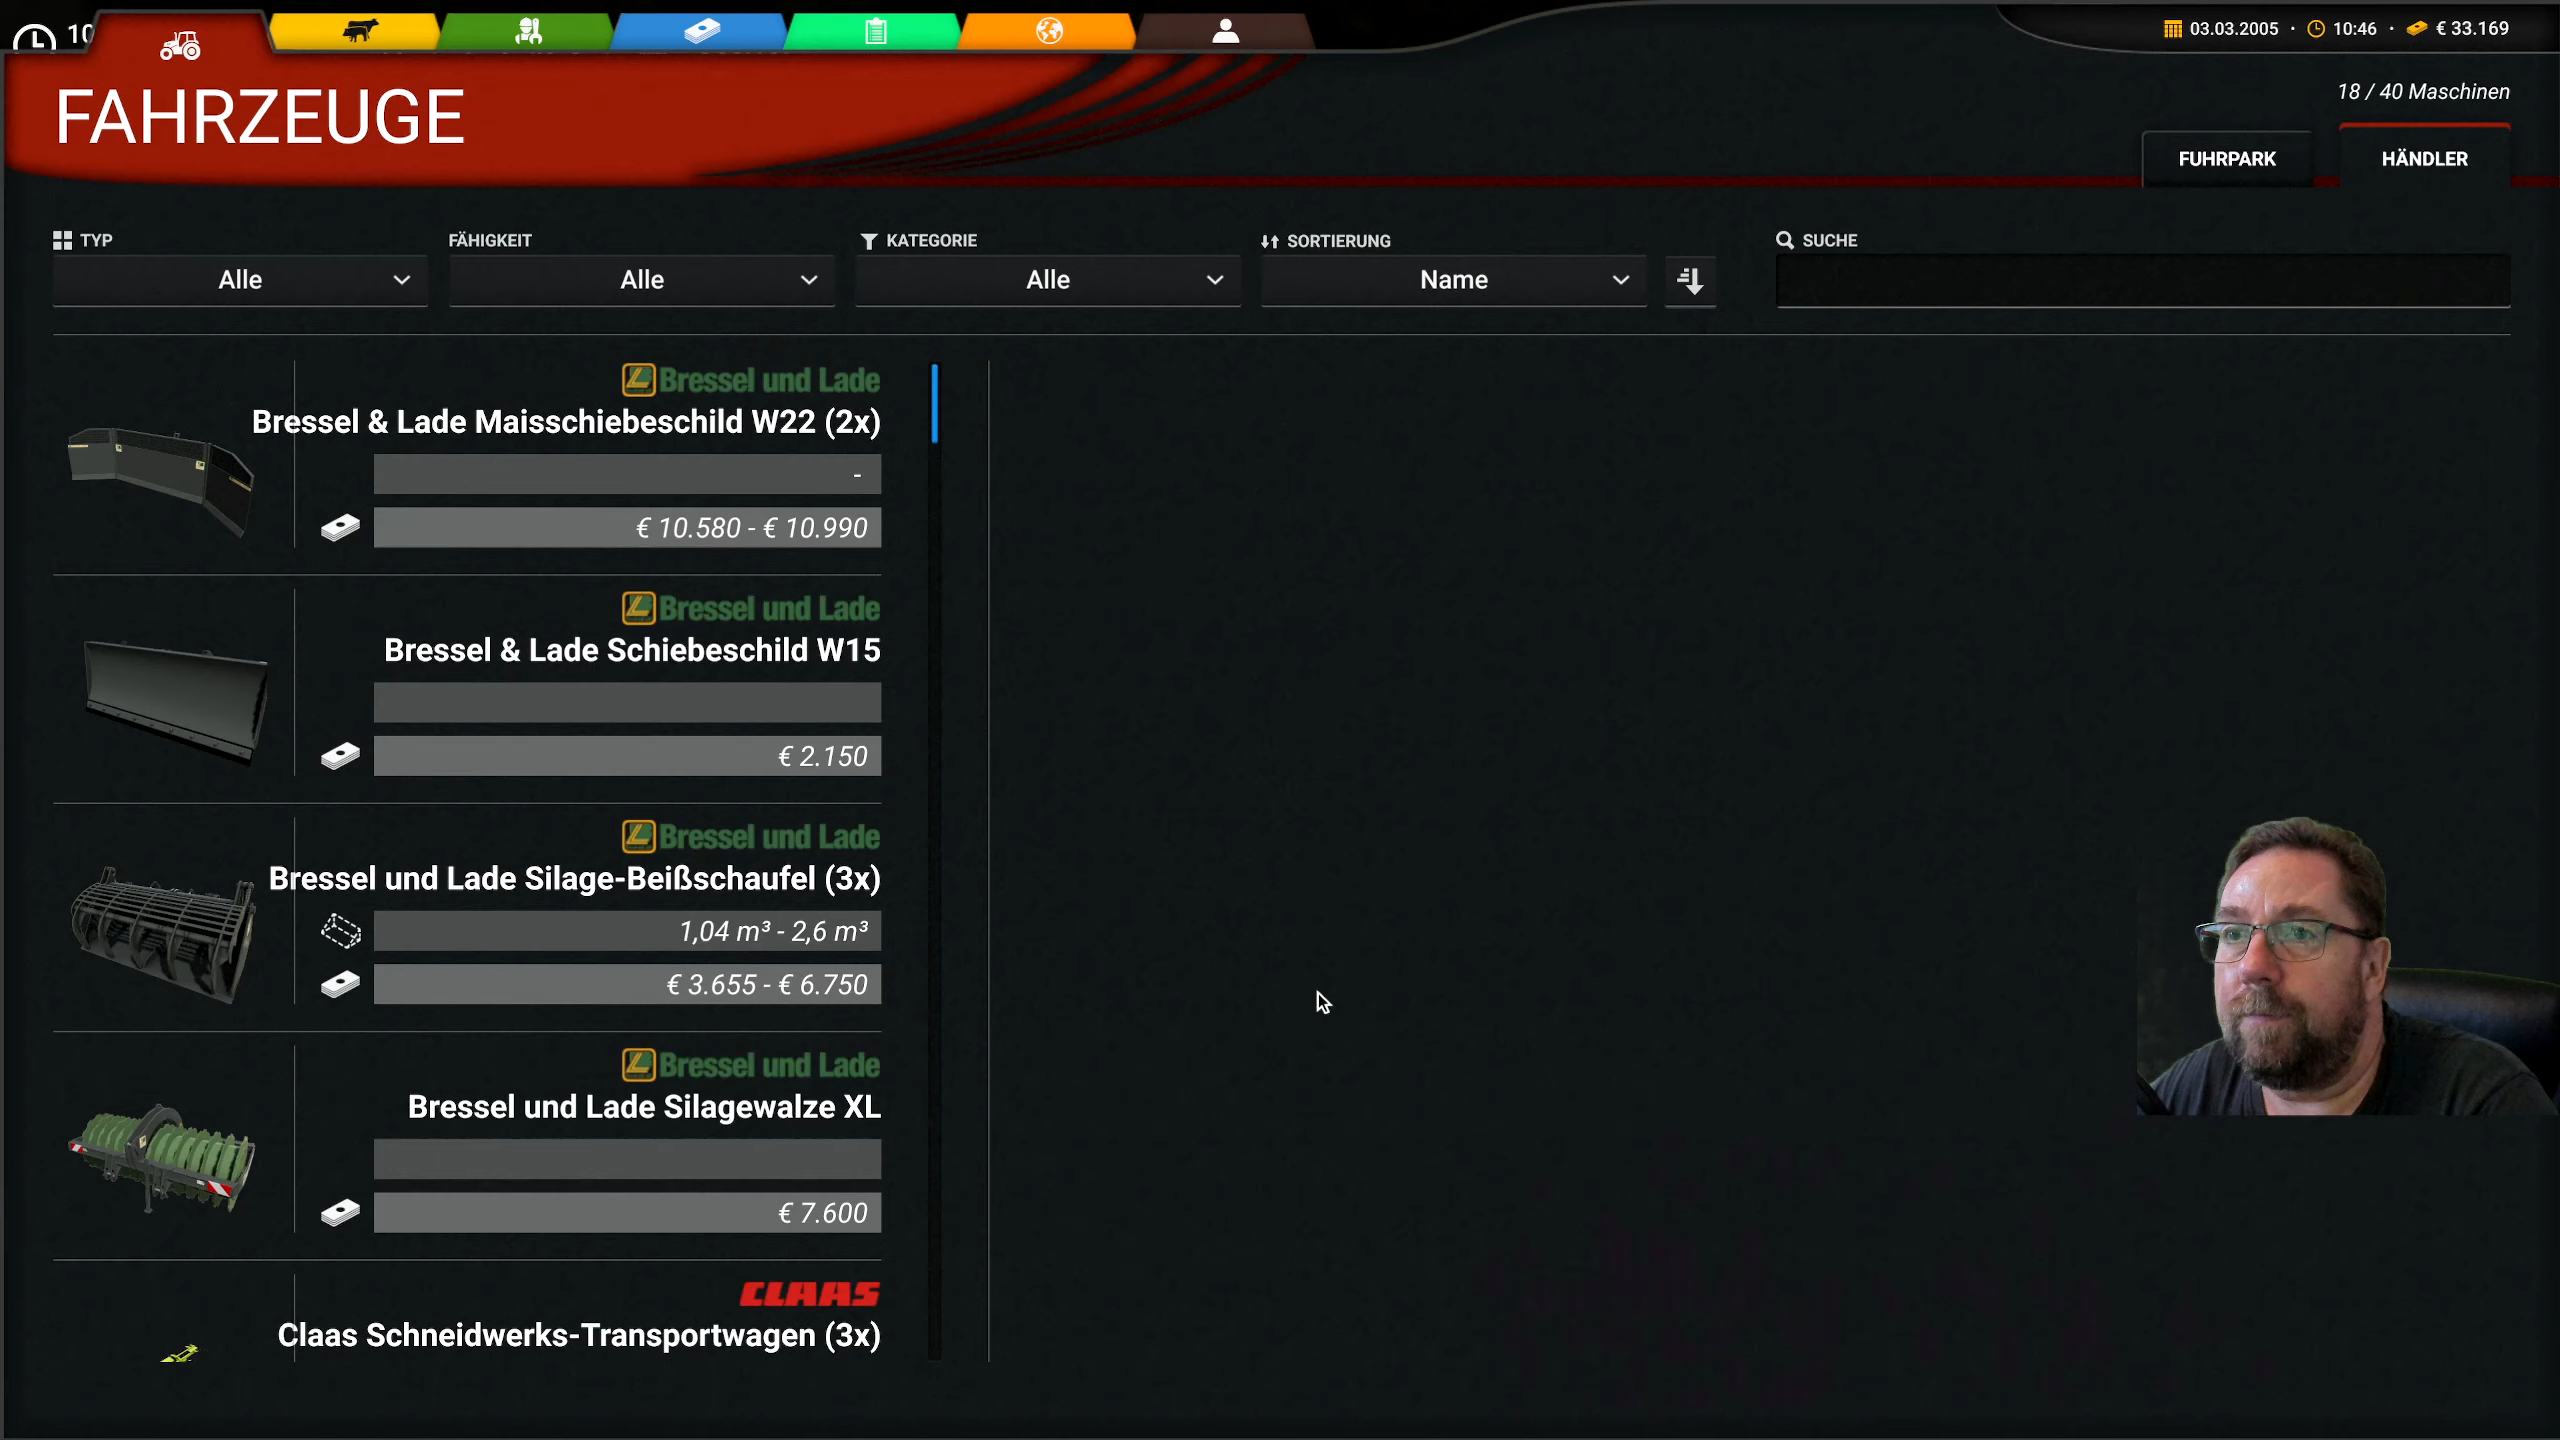 10
03.03.2005 · 10:46 · € 33.169
FAHRZEUGE
18 / 40 Maschinen
FUHRPARK
HÄNDLER
TYP
FÄHIGKEIT
KATEGORIE
SORTIERUNG
SUCHE
Alle
Alle
Alle
Name
Bressel und Lade
Bressel & Lade Maisschiebeschild W22 (2x)
-
€ 10.580 - € 10.990
Bressel und Lade
Bressel & Lade Schiebeschild W15
€ 2.150
Bressel und Lade
Bressel und Lade Silage-Beißschaufel (3x)
1,04 m³ - 2,6 m³
€ 3.655 - € 6.750
Bressel und Lade
Bressel und Lade Silagewalze XL
€ 7.600
CLAAS
Claas Schneidwerks-Transportwagen (3x)